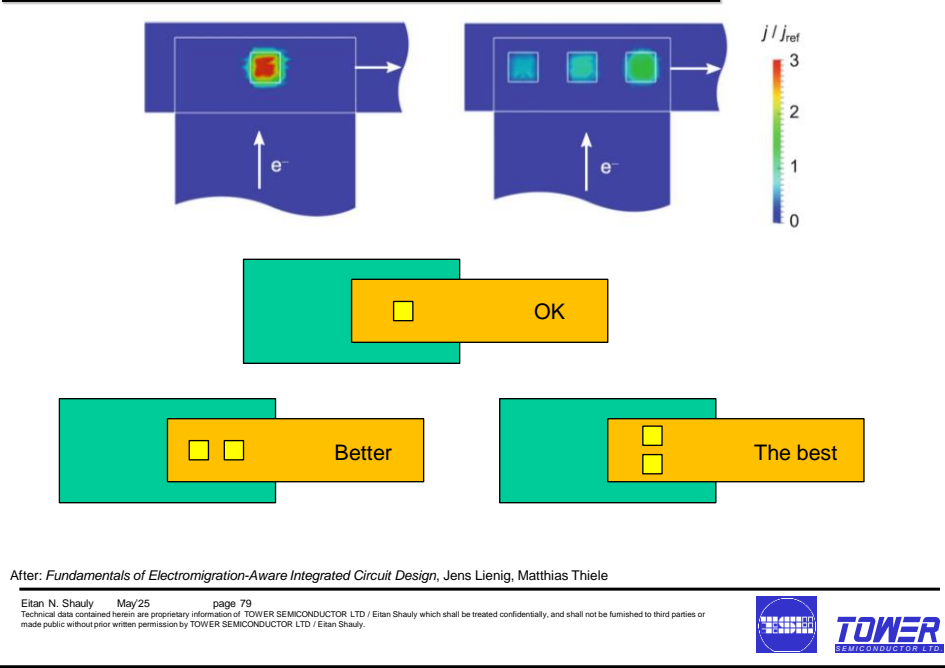 j / jref
3
2
1
0
e–
e–
OK
Better
The best
After: Fundamentals of Electromigration-Aware Integrated Circuit Design, Jens Lienig, Matthias Thiele
Eitan N. Shauly May'25 page 79
Technical data contained herein are proprietary information of TOWER SEMICONDUCTOR LTD / Eitan Shauly which shall be treated confidentially, and shall not be furnished to third parties or
made public without prior written permission by TOWER SEMICONDUCTOR LTD / Eitan Shauly.
TOWER
SEMICONDUCTOR LTD.